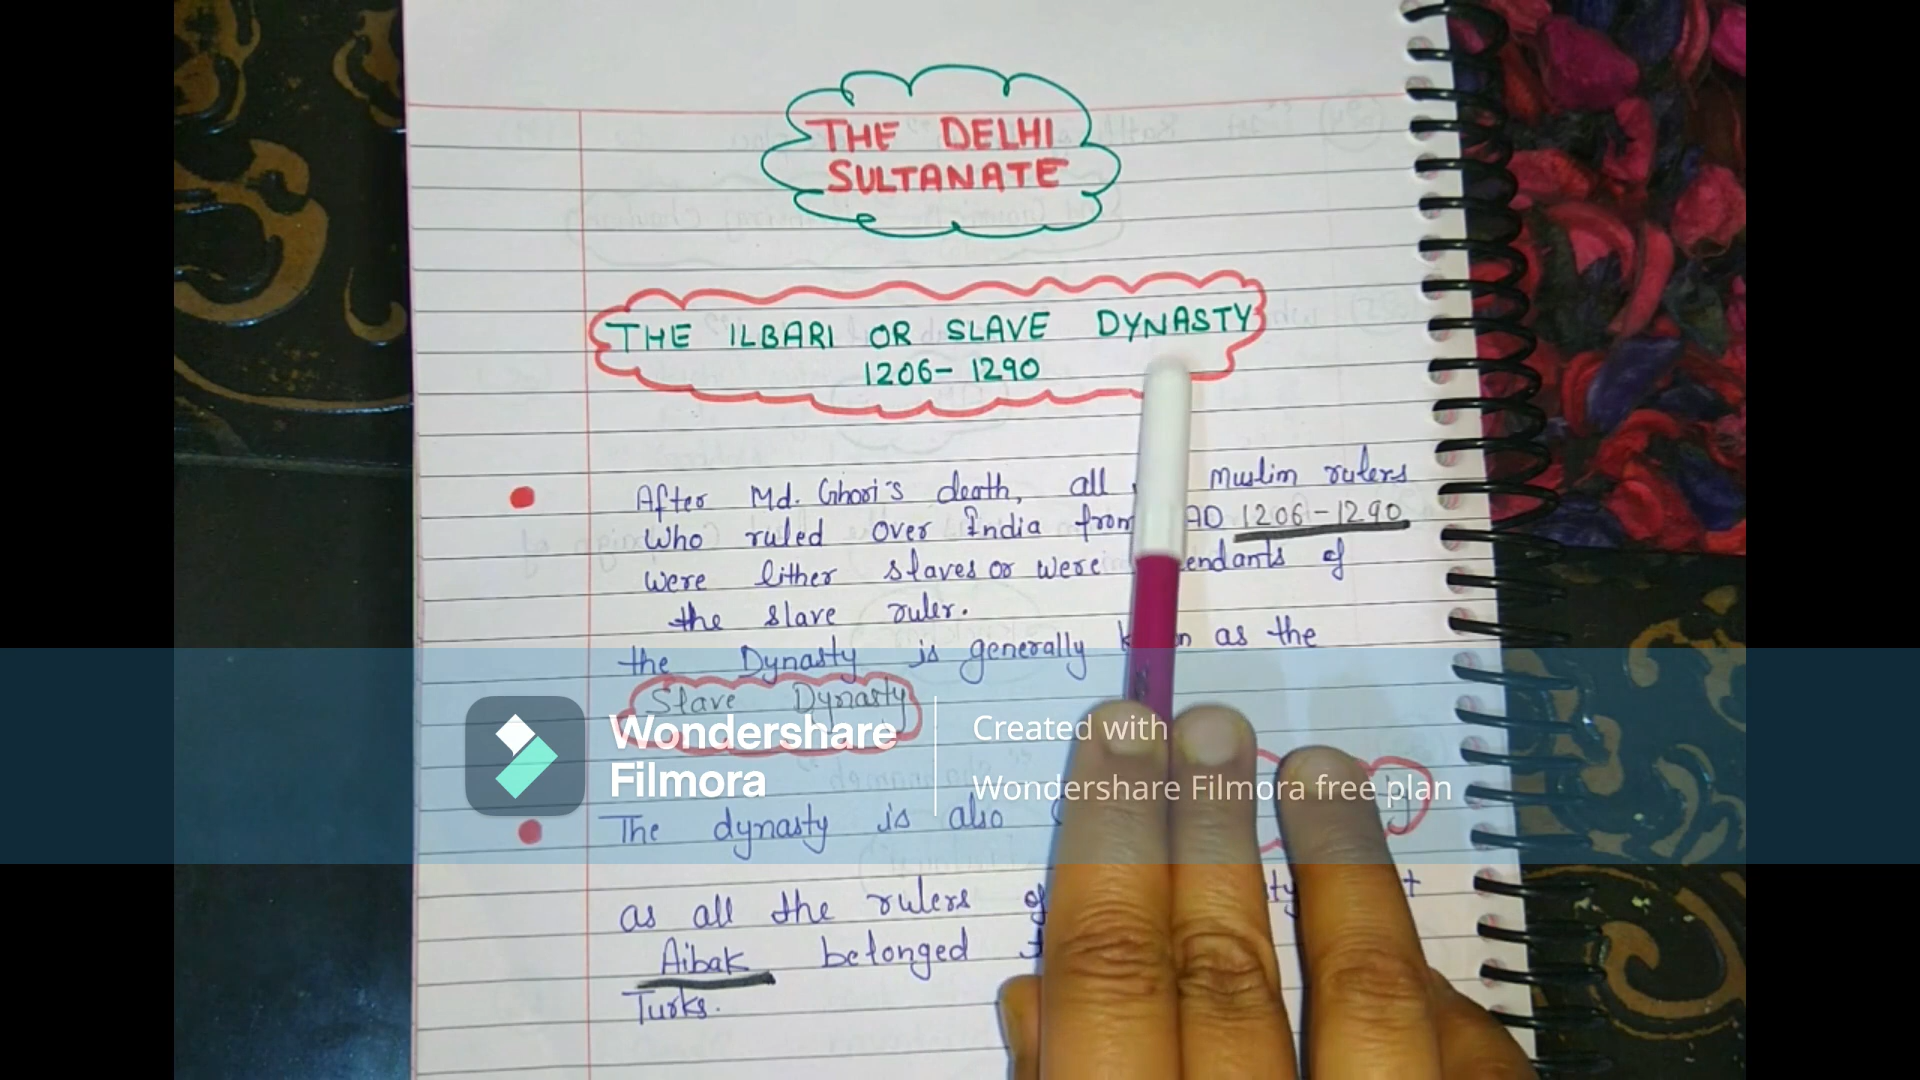 THE DELHI
SULTANATE
THE ILBARI OR SLAVE DYNASTY
1206- 1290
After Md. Ghori's death, all Muslim rulers
Who ruled over India from AD 1206-1290
were either slaves or were endants of
the slave ruler.
the Dynasty is generally as the
Slave Dynasty
Wondershare
Filmora
Created with
Wondershare Filmora free plan
The dynasty is also
as all the rulers of
Aibak belonged
Turks.